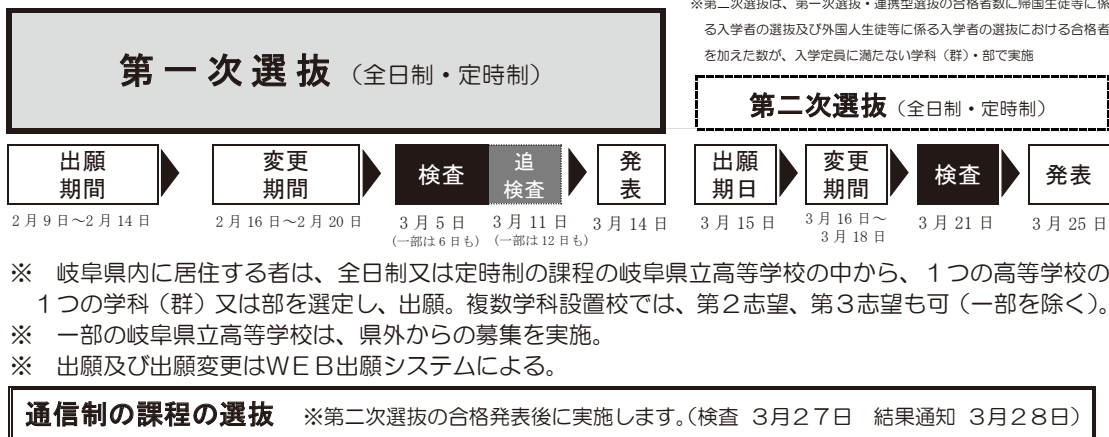 ※第二次選抜は、第一次選抜・連携型選抜の合格者数に帰国生徒等に係
る入学者の選抜及び外国人生徒等に係る入学者の選抜における合格者
を加えた数が、入学定員に満たない学科（群）・部で実施
第一次選抜（全日制・定時制）
第二次選抜（全日制・定時制）
出願
期間
2月9日～2月14日
変更
期間
2月16日～2月20日
検査
3月5日
(一部は6日も)
追
検査
3月11日
(一部は12日も)
発
表
3月14日
出願
期日
3月15日
変更
期間
3月16日～
3月18日
検査
3月21日
発表
3月25日
※　岐阜県内に居住する者は、全日制又は定時制の課程の岐阜県立高等学校の中から、１つの高等学校の
１つの学科（群）又は部を選定し、出願。複数学科設置校では、第２志望、第３志望も可（一部を除く）。
※　一部の岐阜県立高等学校は、県外からの募集を実施。
※　出願及び出願変更はＷＥＢ出願システムによる。
通信制の課程の選抜　※第二次選抜の合格発表後に実施します。（検査 3月27日　結果通知 3月28日）